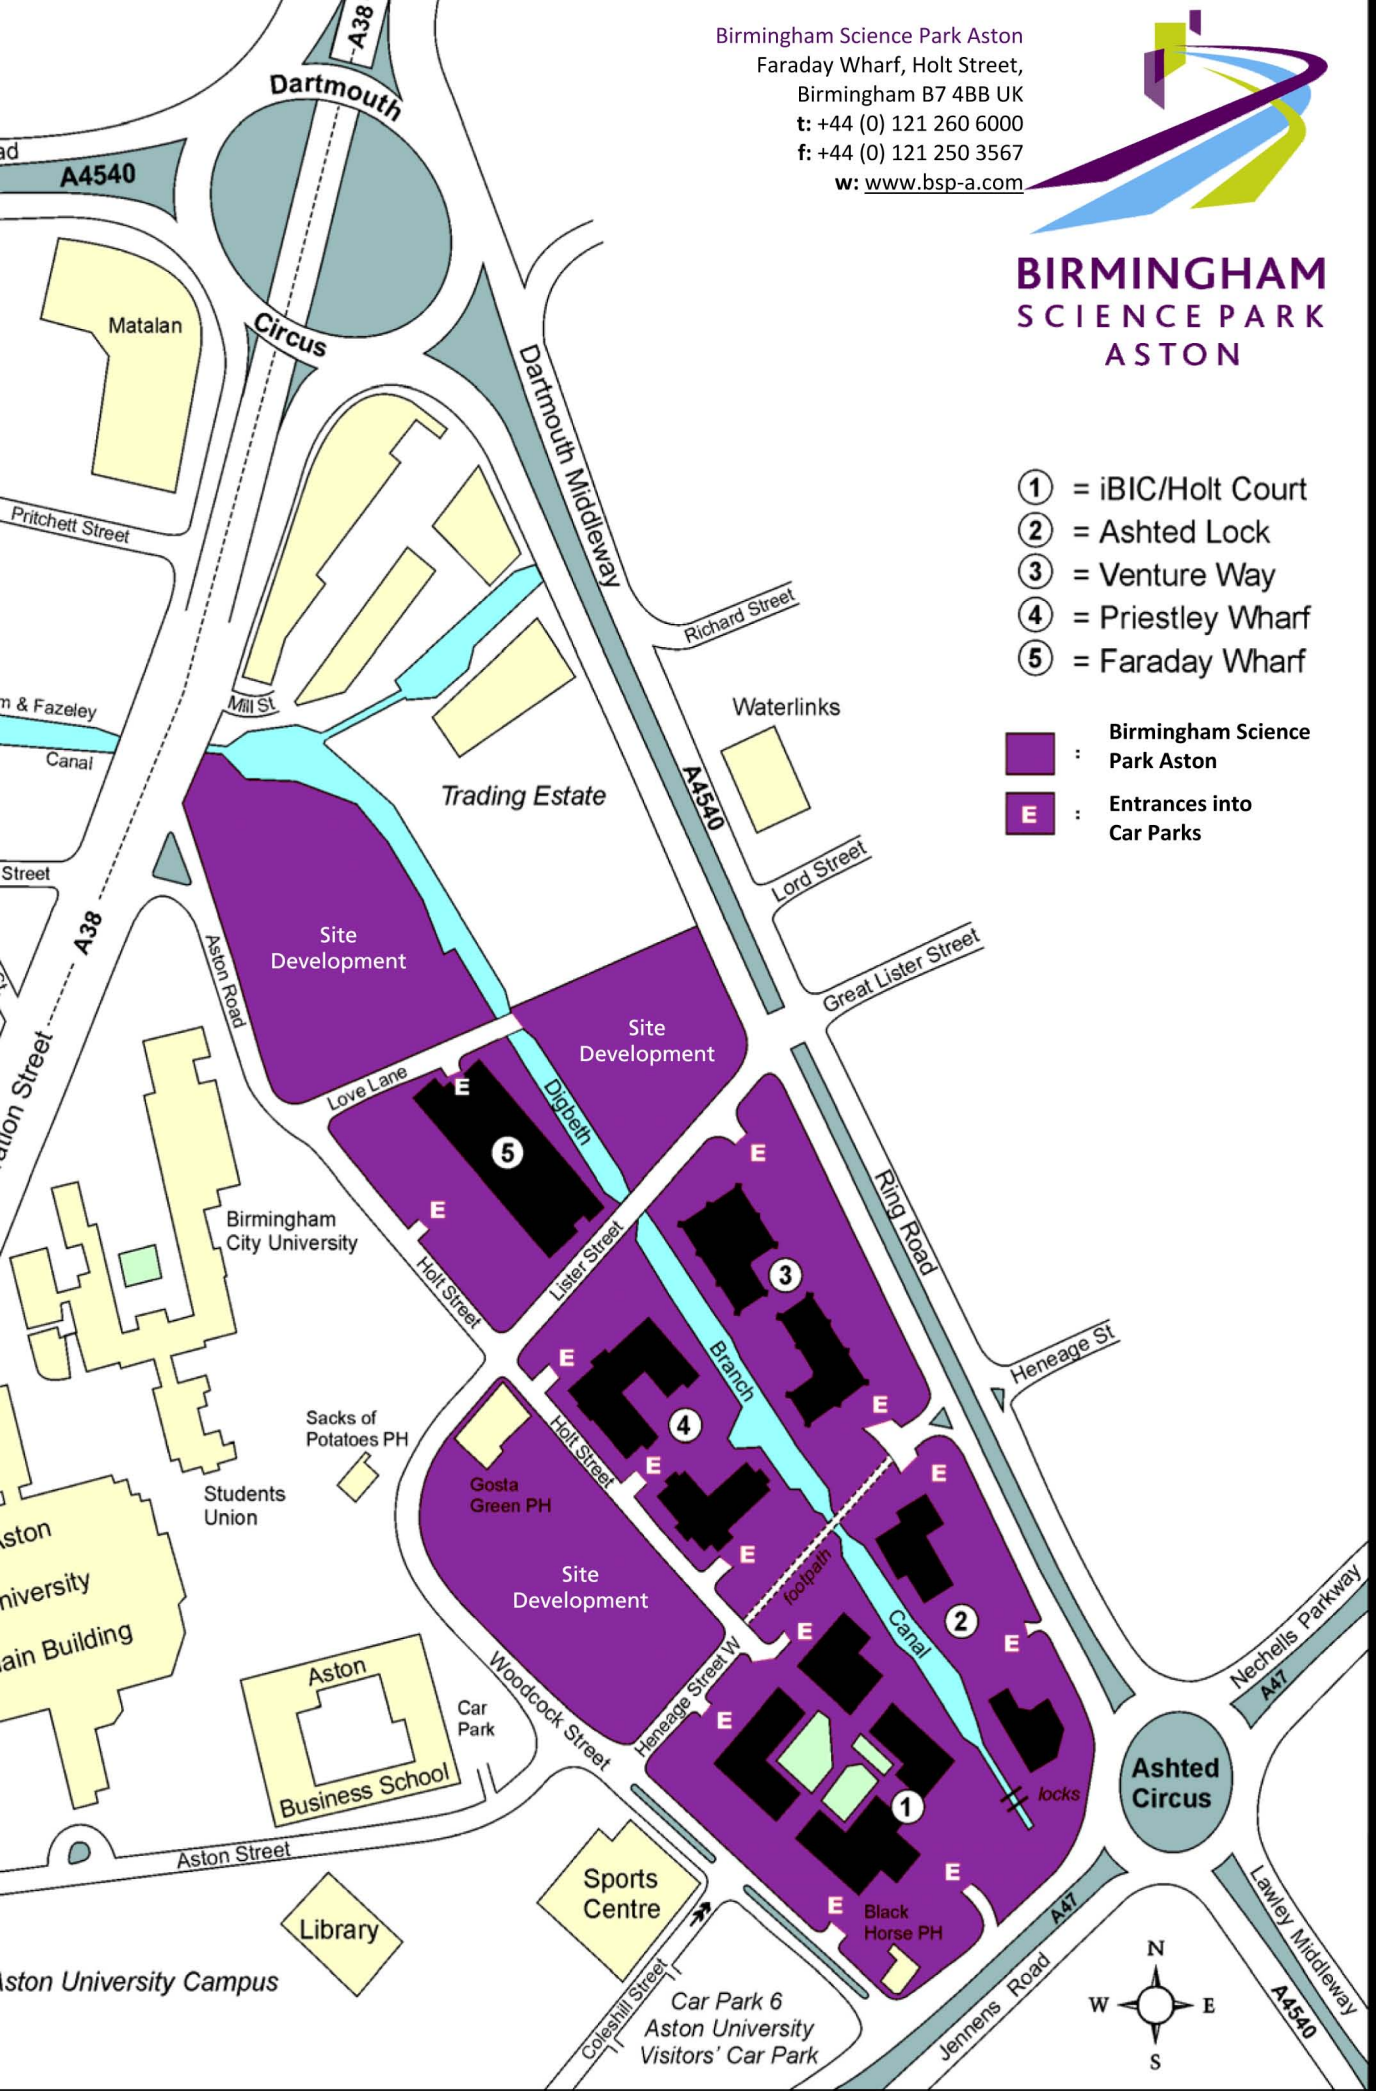 A38
Dartmouth
Circus
A4540
Birmingham Science Park Aston
Faraday Wharf, Holt Street,
Birmingham B7 4BB UK
t: +44 (0) 121 260 6000
f: +44 (0) 121 250 3567
w: www.bsp-a.com
BIRMINGHAM
SCIENCE PARK
ASTON
Matalan
Pritchett Street
Dartmouth Middleway
1 = iBIC/Holt Court
2 = Ashted Lock
3 = Venture Way
4 = Priestley Wharf
5 = Faraday Wharf
Birmingham Science
Park Aston
E : Entrances into
Car Parks
Richard Street
Mill St
& Fazeley
Canal
Waterlinks
Trading Estate
A4540
Lord Street
Street
A38
Great Lister Street
Aston Road
Site
Development
Site
Development
Love Lane
E
Digbeth
5
E
E
Birmingham
City University
Holt Street
Lister Street
Ring Road
3
Heneage St
Branch
E
E
4
E
Holt Street
Sacks of
Potatoes PH
Gosta
Green PH
E
E
Students
Union
E
footpath
Site
Development
2
Canal
E
E
Nechells Parkway
A47
Main Building
Aston
Business School
Car
Park
Woodcock Street
Heneage Street W
E
1
locks
Ashted
Circus
Aston Street
Sports
Centre
E
E
Black
Horse PH
A47
Lawley Middleway
Library
Aston University Campus
Coleshill Street
Car Park 6
Aston University
Visitors' Car Park
Jennens Road
A4540
N
W E
S